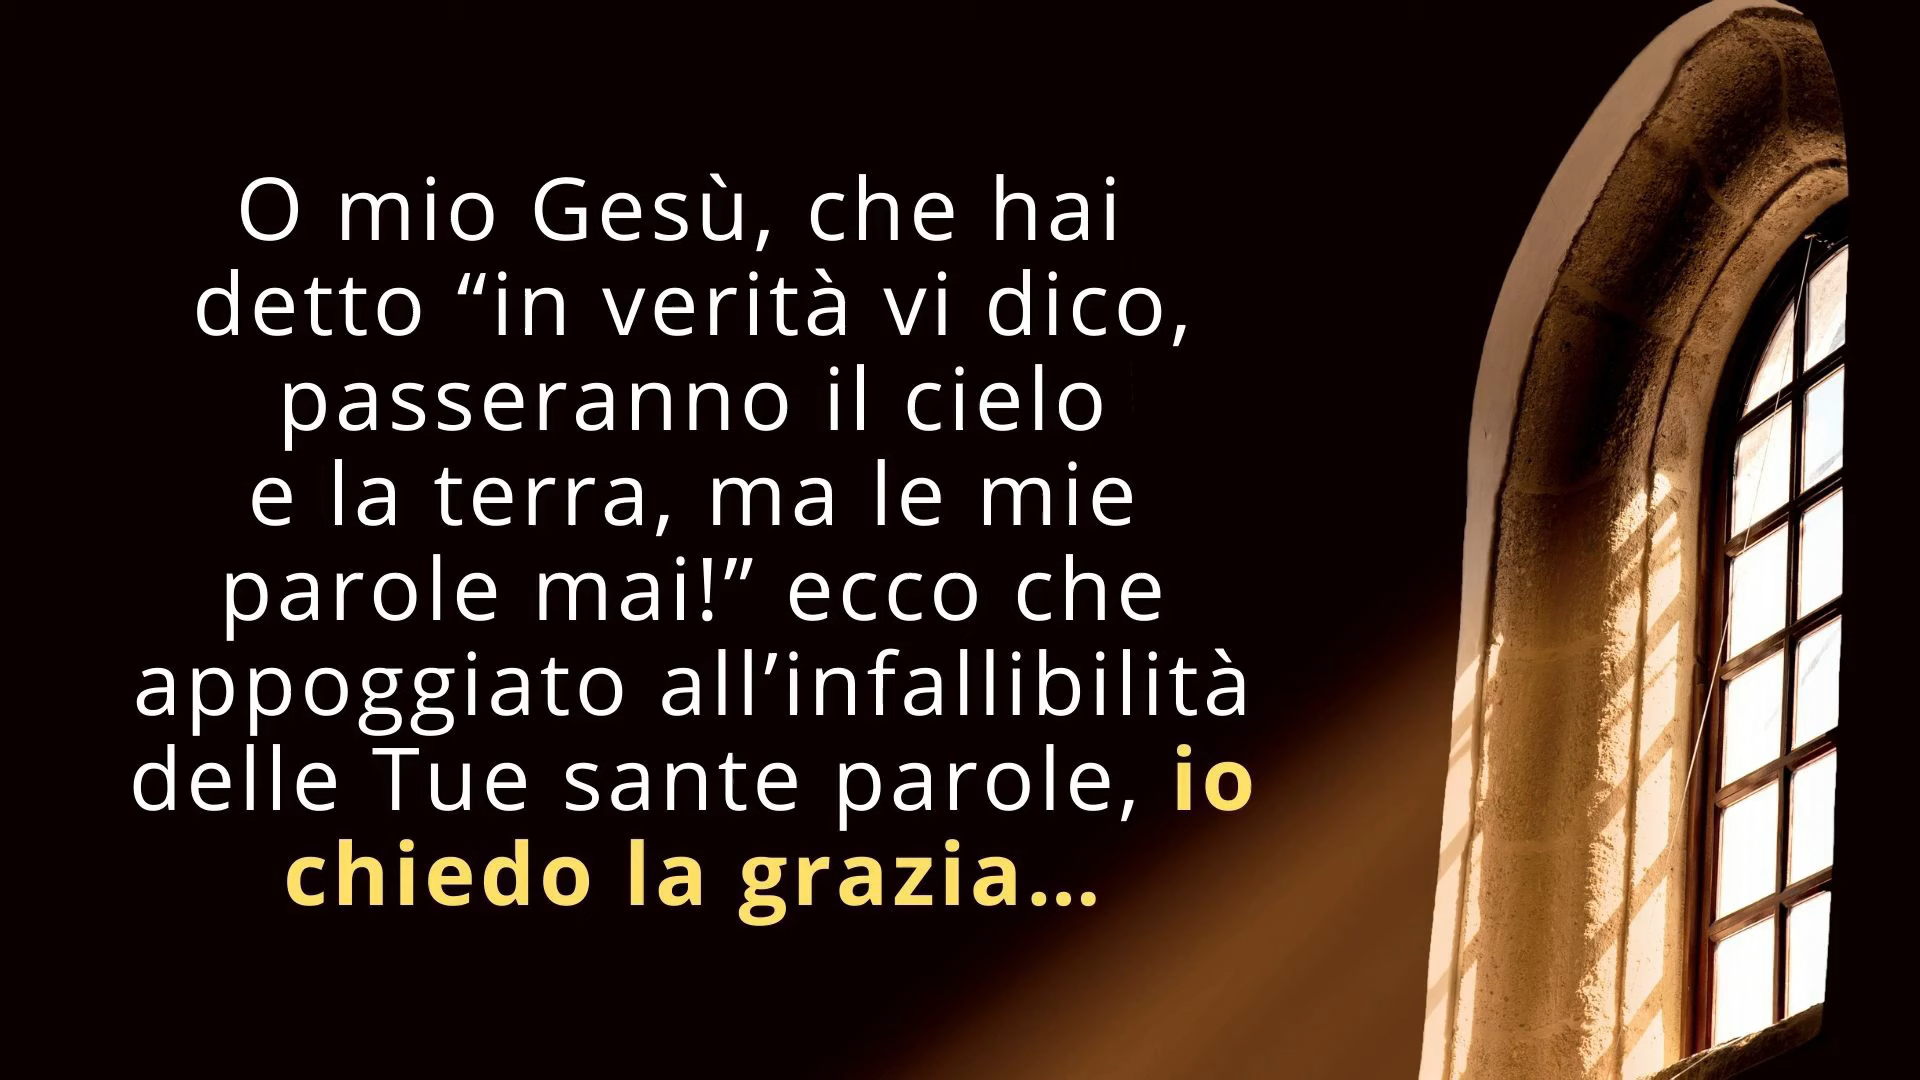 O mio Gesù, che hai
detto “in verità vi dico,
passeranno il cielo
e la terra, ma le mie
parole mai!” ecco che
appoggiato all’infallibilità
delle Tue sante parole, io
chiedo la grazia…